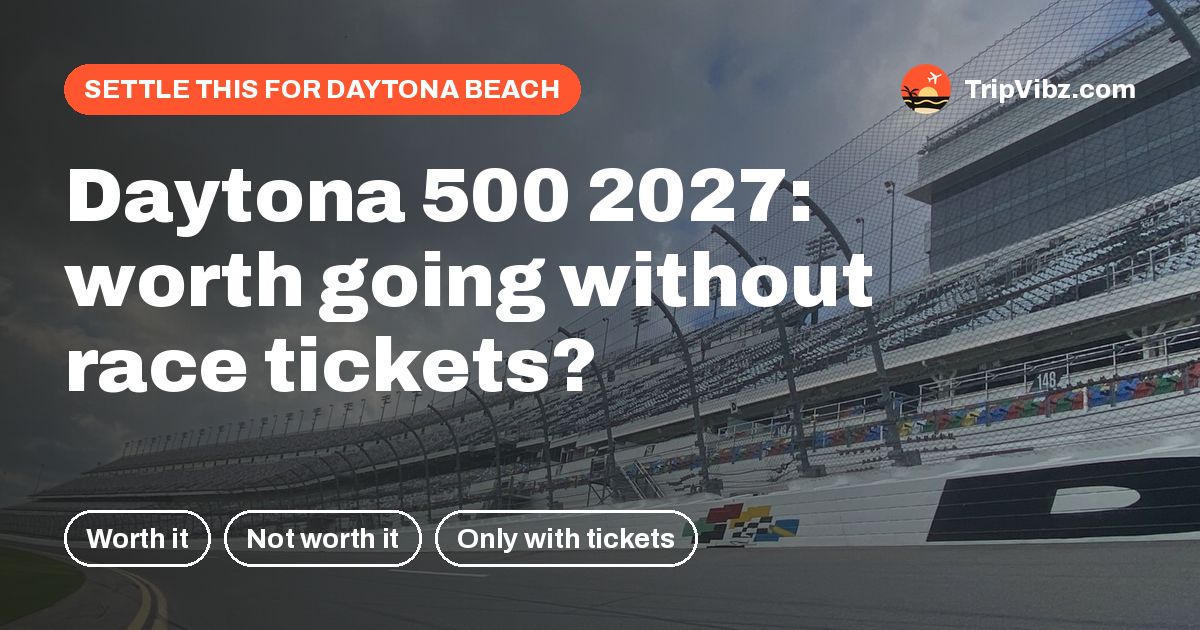 SETTLE THIS FOR DAYTONA BEACH
TripVibz.com
Daytona 500 2027:
worth going without
race tickets?
148
Worth it
Not worth it
Only with tickets
D